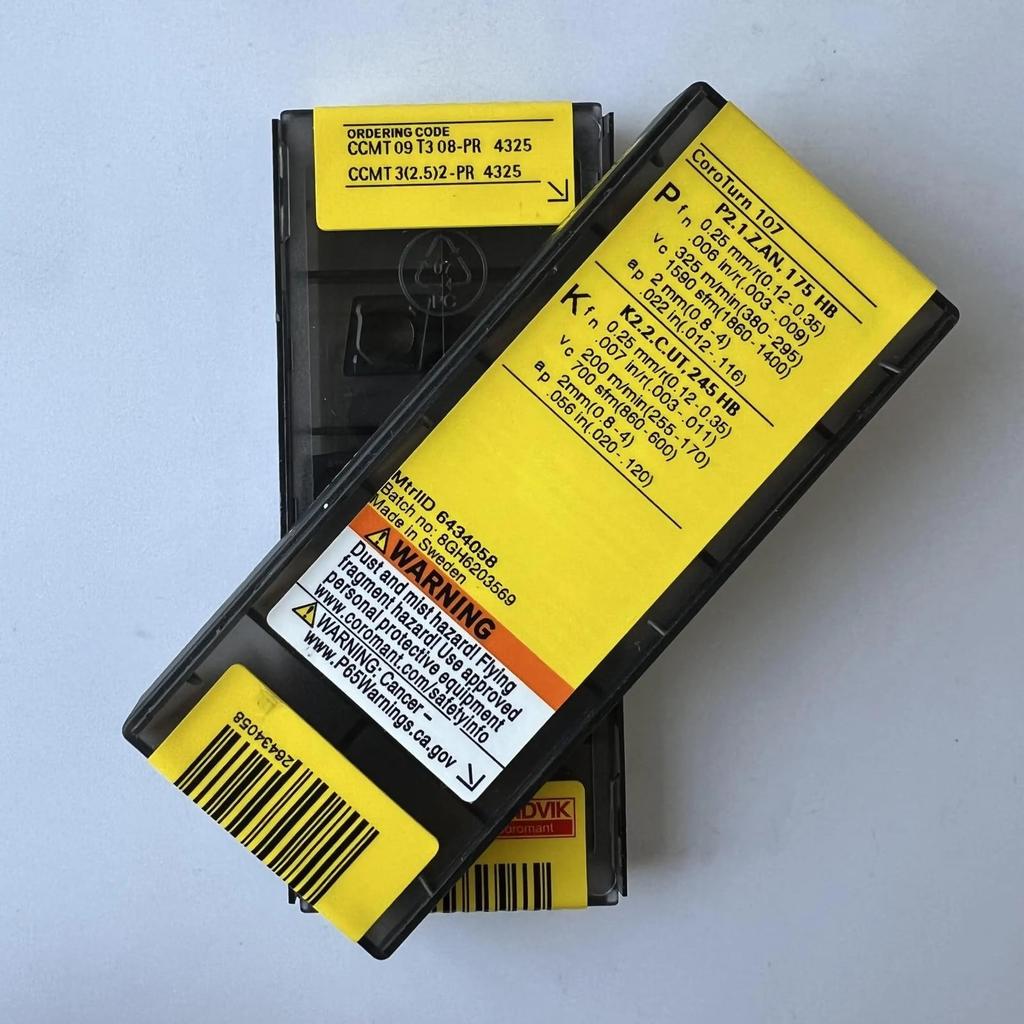 ORDERING CODE
CCMT 09 T3 08-PR 4325
CCMT 3(2.5)2-PR 4325
07
PC
CoroTurn 107
P P2.1.Z.AN, 175 HB
fn 0.25 mm/r(0.12-0.35)
.006 in/r(.003-.009)
vc 325 m/min(380-295)
1590 sfm(1860-1400)
ap 2 mm(0.8-4)
.022 in(.012-.116)
K K2.2.C.UT, 245 HB
fn 0.25 mm/r(0.12-0.35)
.007 in/r(.003-.011)
vc 200 m/min(255-170)
700 sfm(860-600)
ap 2mm(0.8-4)
.056 in(.020-.120)
MtrlID 6434058
Batch no: 8GH6203569
Made in Sweden
WARNING
Dust and mist hazard! Flying
fragment hazard! Use approved
personal protective equipment
www.coromant.com/safetyinfo
WARNING: Cancer –
www.P65Warnings.ca.gov
28434058